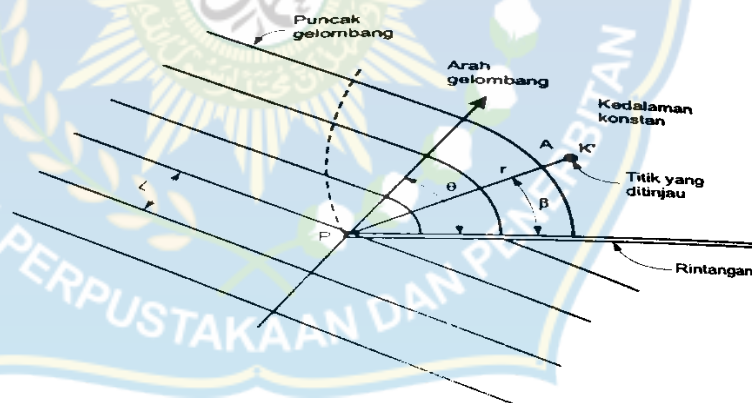 Puncak
gelombang
Arah
gelombang
Kedalaman
konstan
A
K'
r
Titik yang
ditinjau
θ
β
L
P
Rintangan
PERPUSTAKAAN DAN PENERBITAN